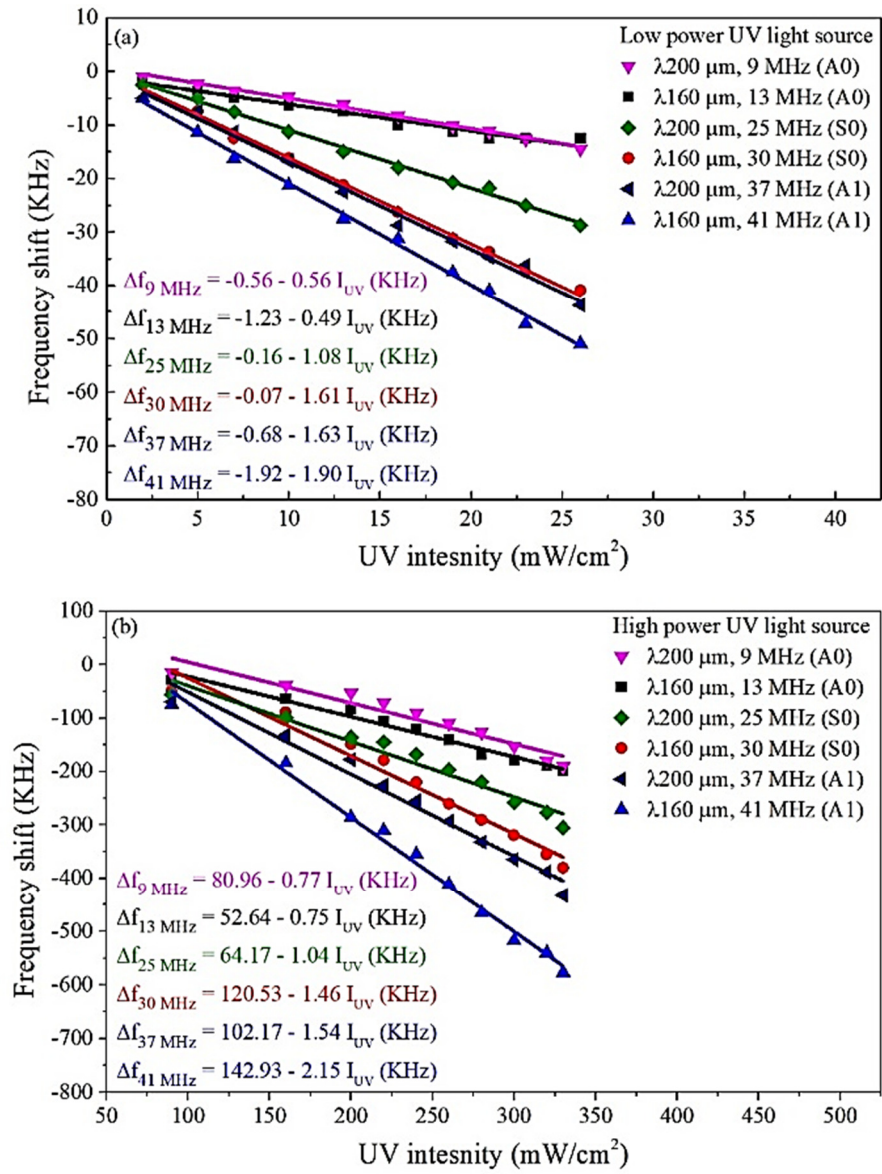 (a)
Low power UV light source
λ200 μm, 9 MHz (A0)
λ160 μm, 13 MHz (A0)
λ200 μm, 25 MHz (S0)
λ160 μm, 30 MHz (S0)
λ200 μm, 37 MHz (A1)
λ160 μm, 41 MHz (A1)
Δf9 MHz = -0.56 - 0.56 IUV (KHz)
Δf13 MHz = -1.23 - 0.49 IUV (KHz)
Δf25 MHz = -0.16 - 1.08 IUV (KHz)
Δf30 MHz = -0.07 - 1.61 IUV (KHz)
Δf37 MHz = -0.68 - 1.63 IUV (KHz)
Δf41 MHz = -1.92 - 1.90 IUV (KHz)
Frequency shift (KHz)
10
0
-10
-20
-30
-40
-50
-60
-70
-80
0 5 10 15 20 25 30 35 40
UV intesnity (mW/cm²)
(b)
High power UV light source
λ200 μm, 9 MHz (A0)
λ160 μm, 13 MHz (A0)
λ200 μm, 25 MHz (S0)
λ160 μm, 30 MHz (S0)
λ200 μm, 37 MHz (A1)
λ160 μm, 41 MHz (A1)
Δf9 MHz = 80.96 - 0.77 IUV (KHz)
Δf13 MHz = 52.64 - 0.75 IUV (KHz)
Δf25 MHz = 64.17 - 1.04 IUV (KHz)
Δf30 MHz = 120.53 - 1.46 IUV (KHz)
Δf37 MHz = 102.17 - 1.54 IUV (KHz)
Δf41 MHz = 142.93 - 2.15 IUV (KHz)
Frequency shift (KHz)
100
0
-100
-200
-300
-400
-500
-600
-700
-800
50 100 150 200 250 300 350 400 450 500
UV intesnity (mW/cm²)